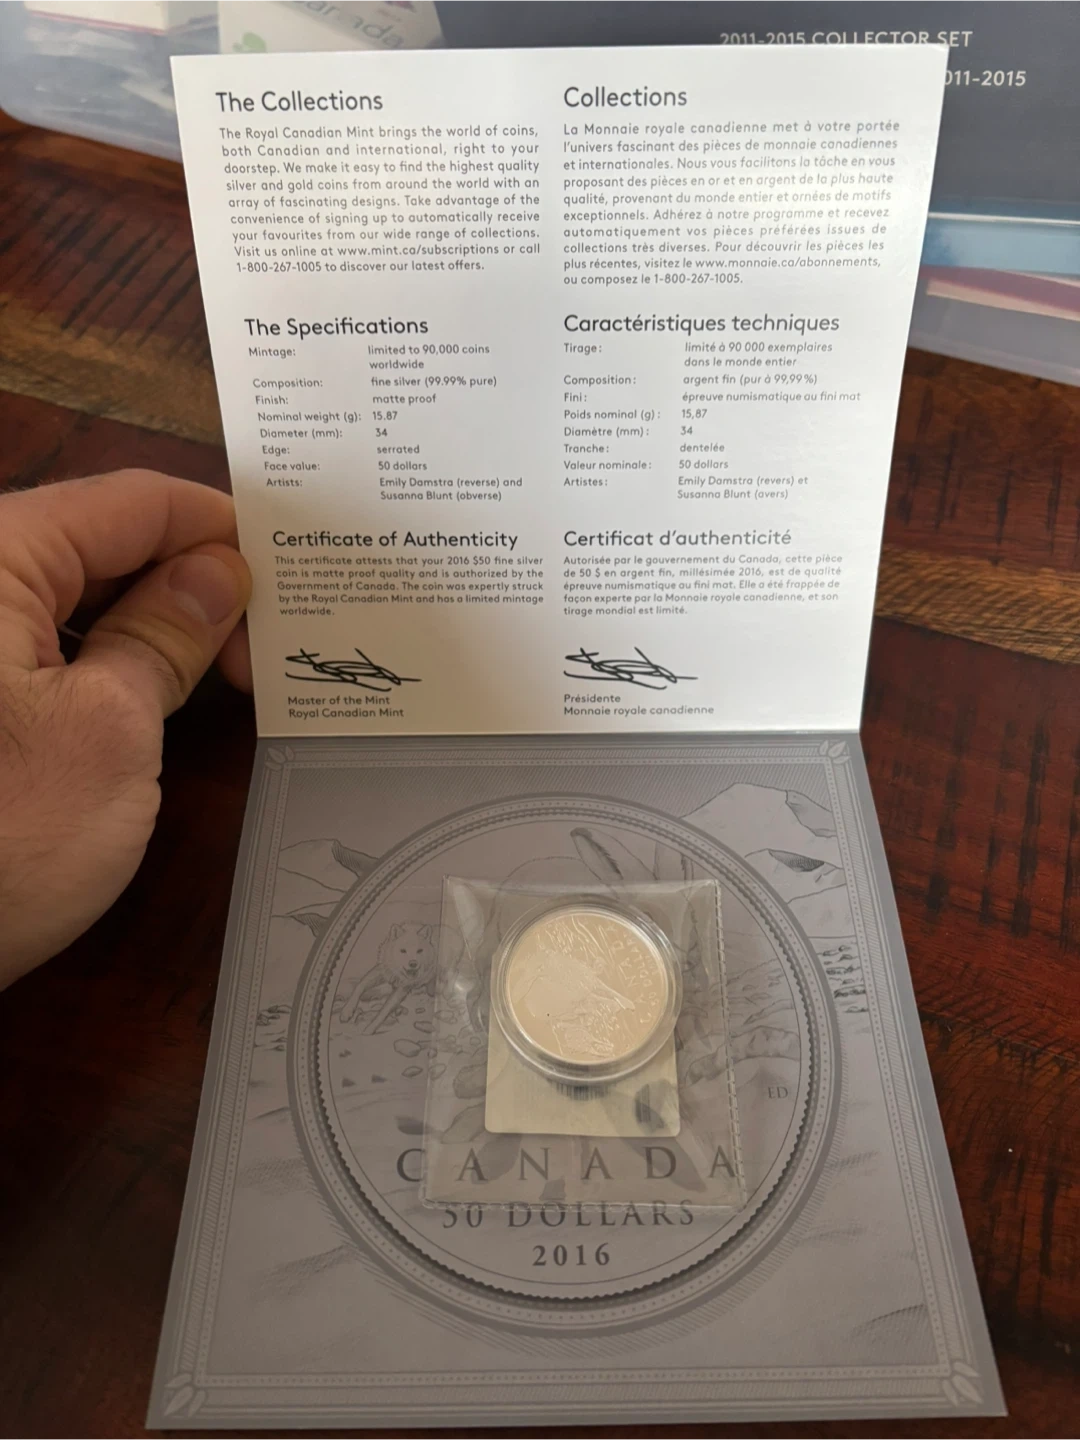 anada
2011-2015 COLLECTOR SET
011-2015
The Collections
The Royal Canadian Mint brings the world of coins,
both Canadian and international, right to your
doorstep. We make it easy to find the highest quality
silver and gold coins from around the world with an
array of fascinating designs. Take advantage of the
convenience of signing up to automatically receive
your favourites from our wide range of collections.
Visit us online at www.mint.ca/subscriptions or call
1-800-267-1005 to discover our latest offers.
Collections
La Monnaie royale canadienne met à votre portée
l'univers fascinant des pièces de monnaie canadiennes
et internationales. Nous vous facilitons la tâche en vous
proposant des pièces en or et en argent de la plus haute
qualité, provenant du monde entier et ornées de motifs
exceptionnels. Adhérez à notre programme et recevez
automatiquement vos pièces préférées issues de
collections très diverses. Pour découvrir les pièces les
plus récentes, visitez le www.monnaie.ca/abonnements,
ou composez le 1-800-267-1005.
The Specifications
Mintage: limited to 90,000 coins
worldwide
Composition: fine silver (99.99% pure)
Finish: matte proof
Nominal weight (g): 15.87
Diameter (mm): 34
Edge: serrated
Face value: 50 dollars
Artists: Emily Damstra (reverse) and
Susanna Blunt (obverse)
Caractéristiques techniques
Tirage : limité à 90 000 exemplaires
dans le monde entier
Composition : argent fin (pur à 99,99 %)
Fini : épreuve numismatique au fini mat
Poids nominal (g) : 15,87
Diamètre (mm) : 34
Tranche : dentelée
Valeur nominale : 50 dollars
Artistes : Emily Damstra (revers) et
Susanna Blunt (avers)
Certificate of Authenticity
This certificate attests that your 2016 $50 fine silver
coin is matte proof quality and is authorized by the
Government of Canada. The coin was expertly struck
by the Royal Canadian Mint and has a limited mintage
worldwide.
Master of the Mint
Royal Canadian Mint
Certificat d'authenticité
Autorisée par le gouvernement du Canada, cette pièce
de 50 $ en argent fin, millésimée 2016, est de qualité
épreuve numismatique au fini mat. Elle a été frappée de
façon experte par la Monnaie royale canadienne, et son
tirage mondial est limité.
Présidente
Monnaie royale canadienne
ED
CANADA
50 DOLLARS
2016